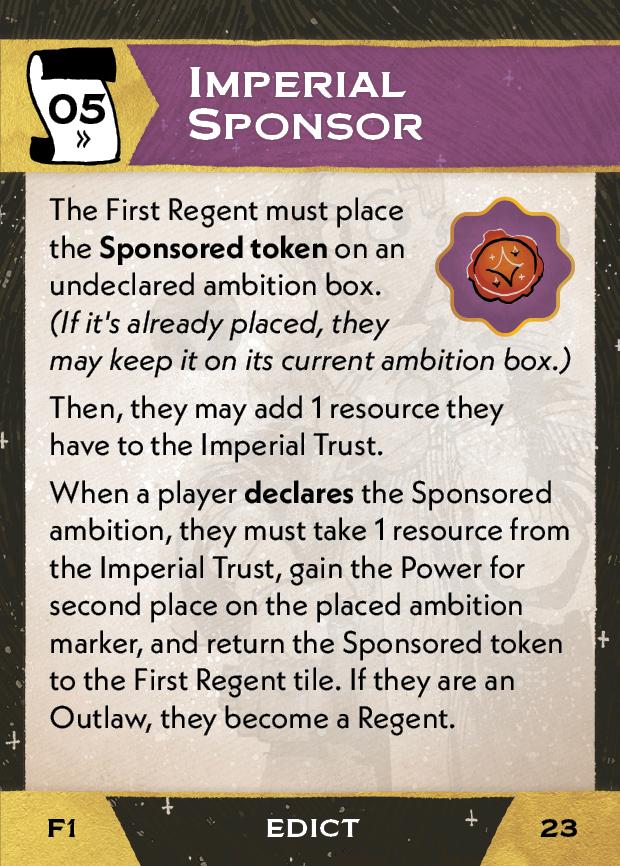 05
»
IMPERIAL
SPONSOR
The First Regent must place
the Sponsored token on an
undeclared ambition box.
(If it's already placed, they
may keep it on its current ambition box.)
Then, they may add 1 resource they
have to the Imperial Trust.
When a player declares the Sponsored
ambition, they must take 1 resource from
the Imperial Trust, gain the Power for
second place on the placed ambition
marker, and return the Sponsored token
to the First Regent tile. If they are an
Outlaw, they become a Regent.
F1 EDICT 23